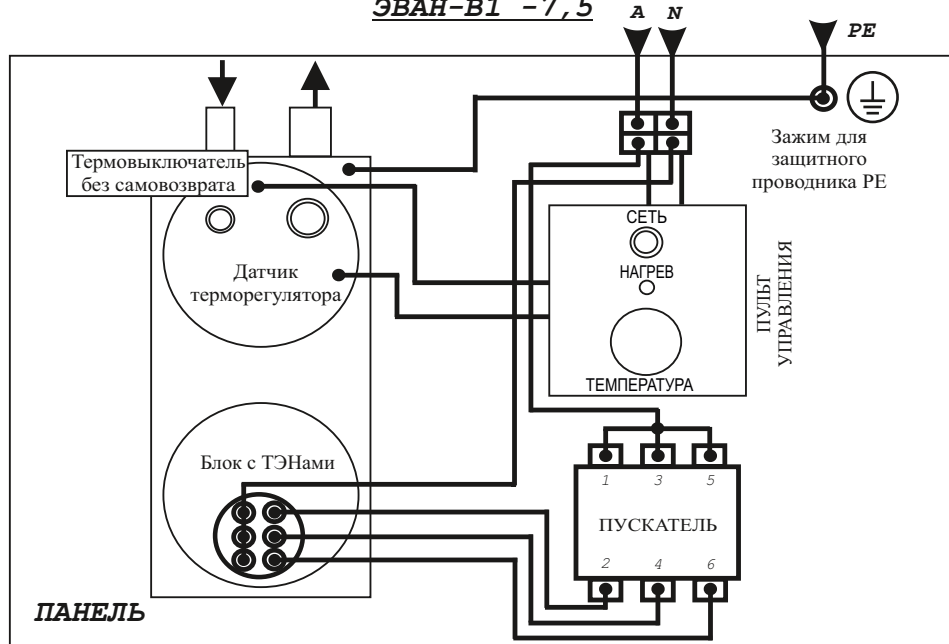 ЭВАН-В1 -7,5
A N
PE
Зажим для
защитного
проводника PE
Термовыключатель
без самовозврата
Датчик
терморегулятора
СЕТЬ
НАГРЕВ
ТЕМПЕРАТУРА
ПУЛЬТ
УПРАВЛЕНИЯ
Блок с ТЭНами
1 3 5
ПУСКАТЕЛЬ
2 4 6
ПАНЕЛЬ